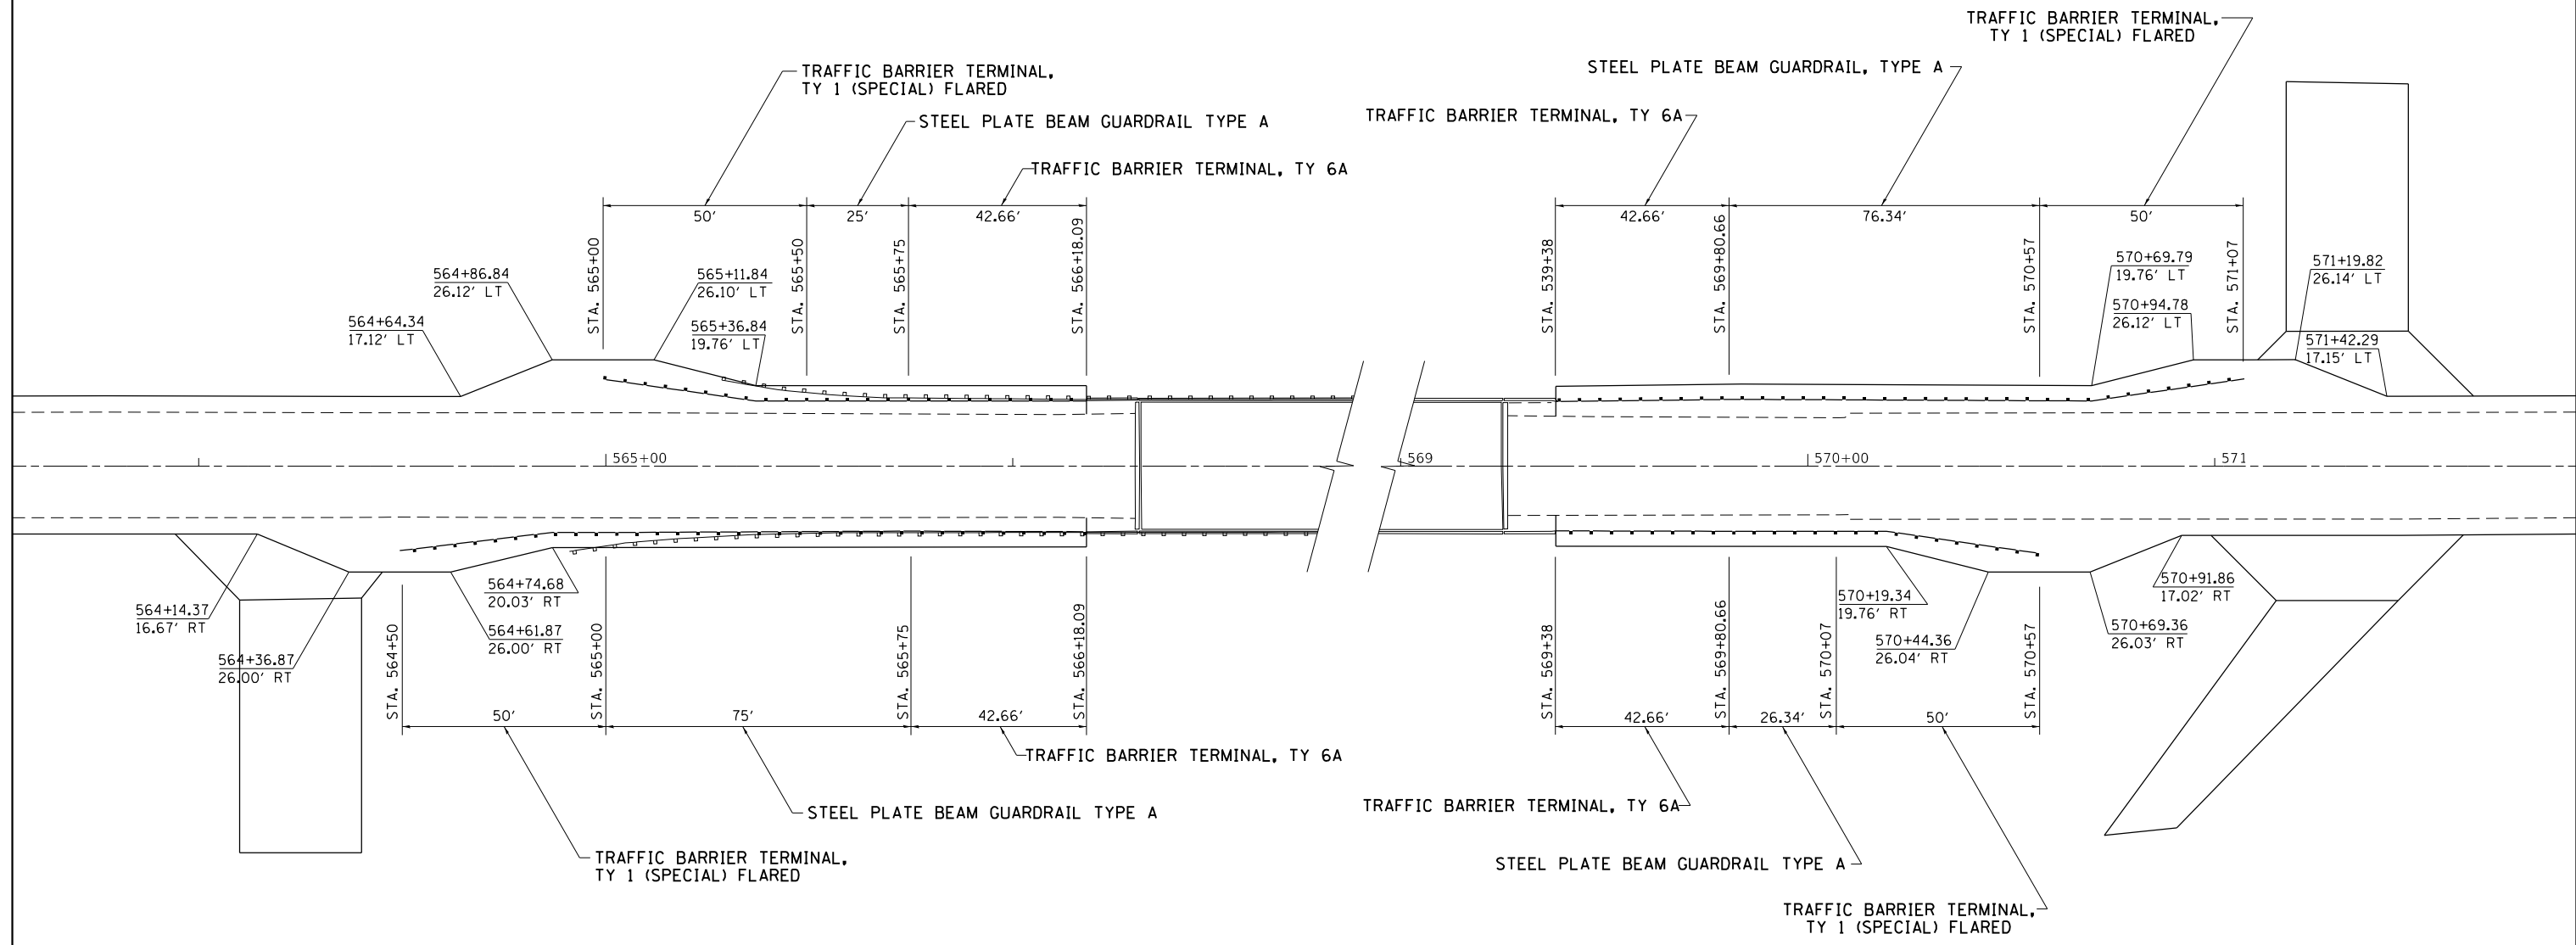 TRAFFIC BARRIER TERMINAL,
TY 1 (SPECIAL) FLARED
STEEL PLATE BEAM GUARDRAIL TYPE A
TRAFFIC BARRIER TERMINAL, TY 6A
TRAFFIC BARRIER TERMINAL,
TY 1 (SPECIAL) FLARED
STEEL PLATE BEAM GUARDRAIL, TYPE A
TRAFFIC BARRIER TERMINAL, TY 6A
50'
25'
42.66'
42.66'
76.34'
50'
STA. 565+00
STA. 565+50
STA. 565+75
STA. 566+18.09
STA. 539+38
STA. 569+80.66
STA. 570+57
STA. 571+07
564+64.34
17.12' LT
564+86.84
26.12' LT
565+11.84
26.10' LT
565+36.84
19.76' LT
570+69.79
19.76' LT
570+94.78
26.12' LT
571+19.82
26.14' LT
571+42.29
17.15' LT
565+00
569
570+00
571
564+14.37
16.67' RT
564+36.87
26.00' RT
564+74.68
20.03' RT
564+61.87
26.00' RT
570+19.34
19.76' RT
570+44.36
26.04' RT
570+91.86
17.02' RT
570+69.36
26.03' RT
STA. 564+50
STA. 565+00
STA. 565+75
STA. 566+18.09
STA. 569+38
STA. 569+80.66
STA. 570+07
STA. 570+57
50'
75'
42.66'
42.66'
26.34'
50'
TRAFFIC BARRIER TERMINAL, TY 6A
STEEL PLATE BEAM GUARDRAIL TYPE A
TRAFFIC BARRIER TERMINAL,
TY 1 (SPECIAL) FLARED
TRAFFIC BARRIER TERMINAL, TY 6A
STEEL PLATE BEAM GUARDRAIL TYPE A
TRAFFIC BARRIER TERMINAL,
TY 1 (SPECIAL) FLARED